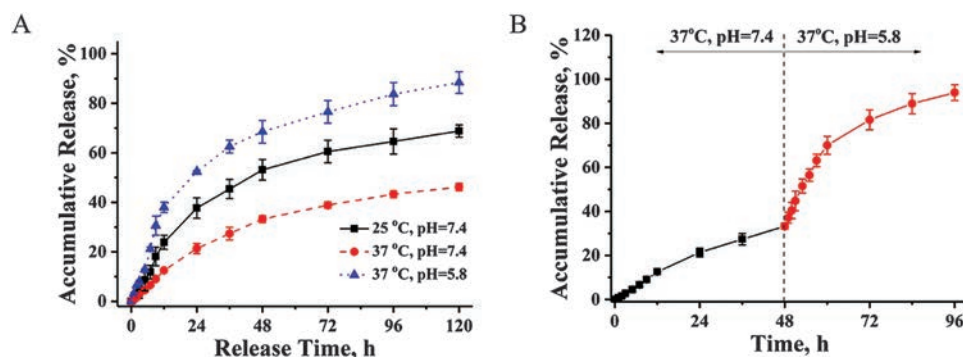 A
Accumulative Release, %
100
80
60
40
20
0
0 24 48 72 96 120
Release Time, h
25 °C, pH=7.4
37 °C, pH=7.4
37 °C, pH=5.8
B
37°C, pH=7.4 37°C, pH=5.8
Accumulative Release, %
120
100
80
60
40
20
0
0 24 48 72 96
Time, h